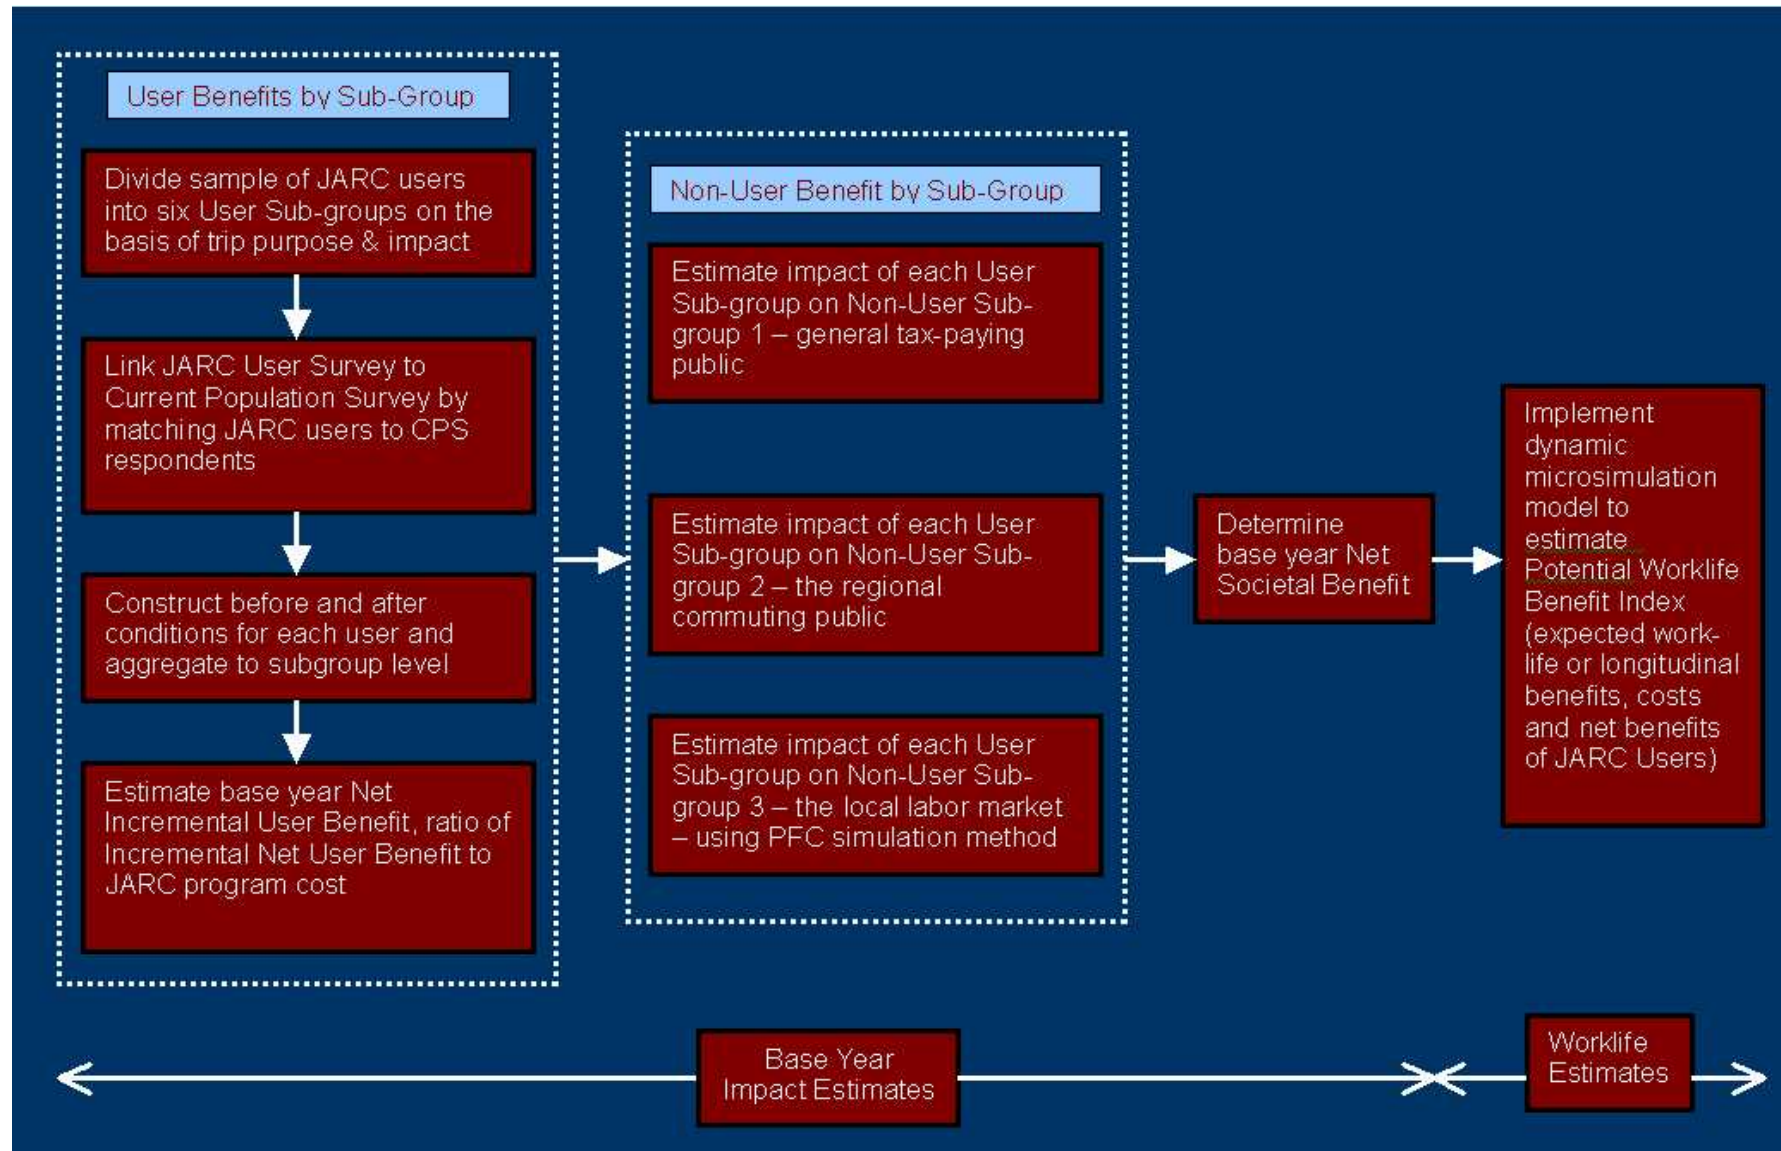 User Benefits by Sub-Group
Divide sample of JARC users
into six User Sub-groups on the
basis of trip purpose & impact
Link JARC User Survey to
Current Population Survey by
matching JARC users to CPS
respondents
Construct before and after
conditions for each user and
aggregate to subgroup level
Estimate base year Net
Incremental User Benefit, ratio of
Incremental Net User Benefit to
JARC program cost
Non-User Benefit by Sub-Group
Estimate impact of each User
Sub-group on Non-User Sub-
group 1 – general tax-paying
public
Estimate impact of each User
Sub-group on Non-User Sub-
group 2 – the regional
commuting public
Estimate impact of each User
Sub-group on Non-User Sub-
group 3 – the local labor market
– using PFC simulation method
Determine
base year Net
Societal Benefit
Implement
dynamic
microsimulation
model to
estimate
Potential Worklife
Benefit Index
(expected work-
life or longitudinal
benefits, costs
and net benefits
of JARC Users)
Base Year
Impact Estimates
Worklife
Estimates